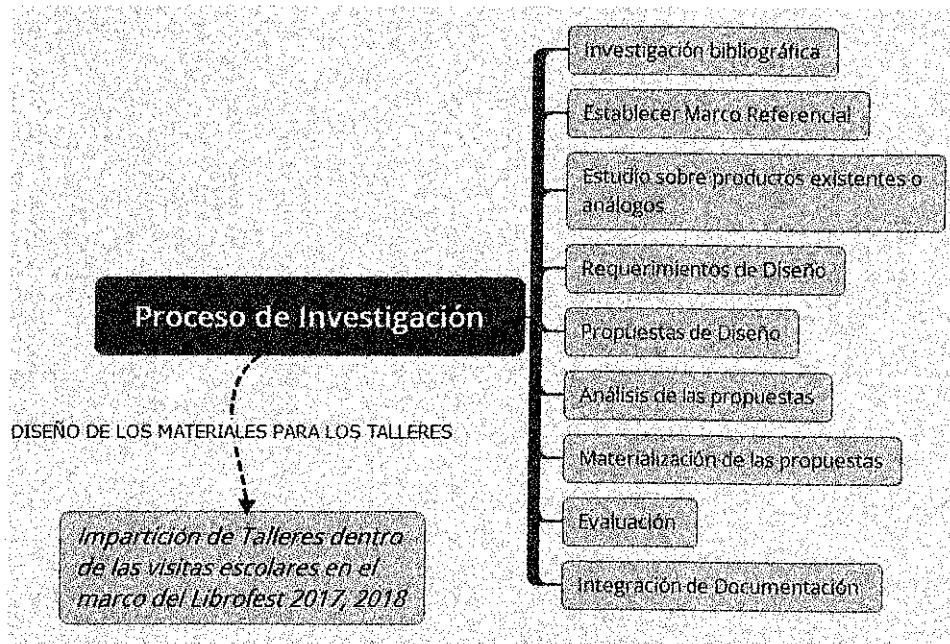 Proceso de Investigación
DISEÑO DE LOS MATERIALES PARA LOS TALLERES
Impartición de Talleres dentro
de las visitas escolares en el
marco del Librofest 2017, 2018
Investigación bibliográfica
Establecer Marco Referencial
Estudio sobre productos existentes o
análogos
Requerimientos de Diseño
Propuestas de Diseño
Análisis de las propuestas
Materialización de las propuestas
Evaluación
Integración de Documentación